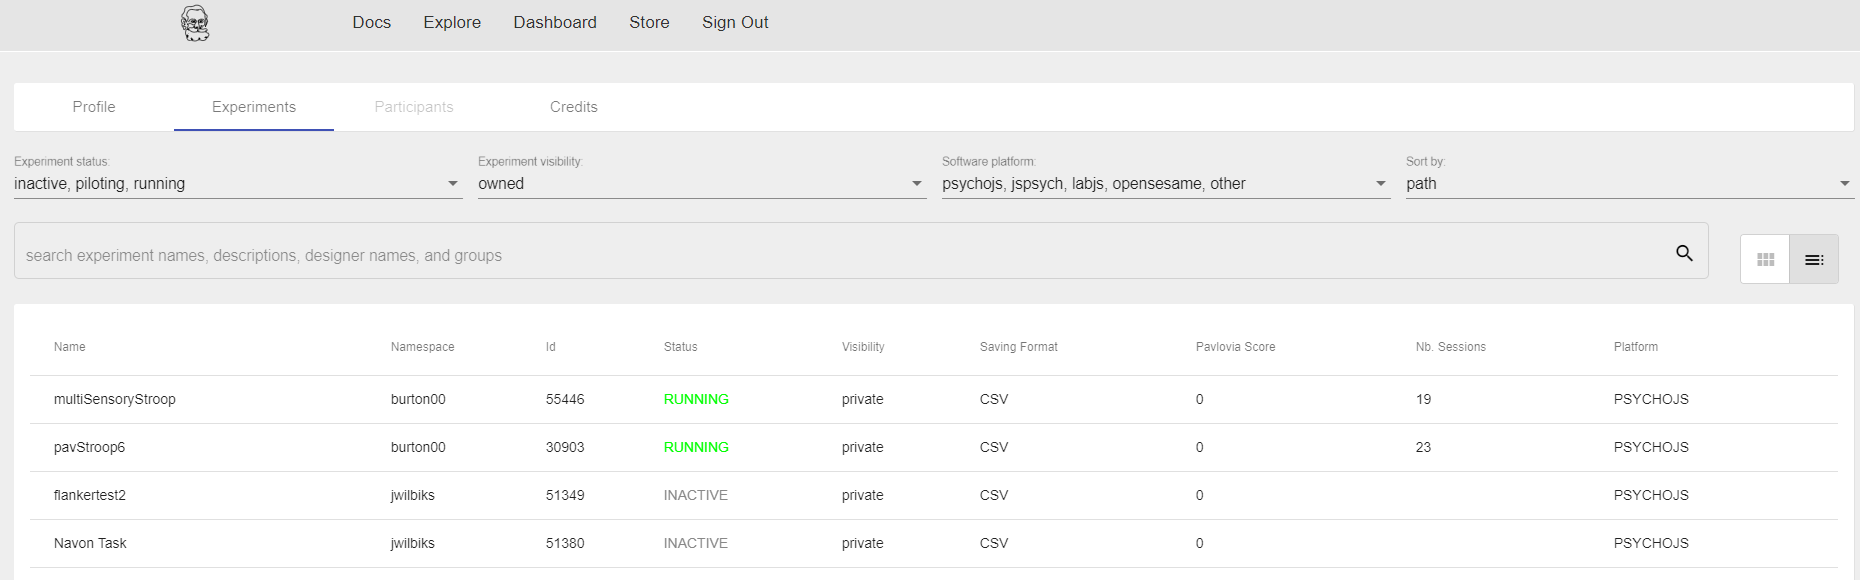 Docs Explore Dashboard Store Sign Out
Profile Experiments Participants Credits
Experiment status: Experiment visibility: Software platform: Sort by:
inactive, piloting, running owned psychojs, jspsych, labjs, opensesame, other path
search experiment names, descriptions, designer names, and groups
Name Namespace Id Status Visibility Saving Format Pavlovia Score Nb. Sessions Platform
multiSensoryStroop burton00 55446 RUNNING private CSV 0 19 PSYCHOJS
pavStroop6 burton00 30903 RUNNING private CSV 0 23 PSYCHOJS
flankertest2 jwilbiks 51349 INACTIVE private CSV 0 PSYCHOJS
Navon Task jwilbiks 51380 INACTIVE private CSV 0 PSYCHOJS